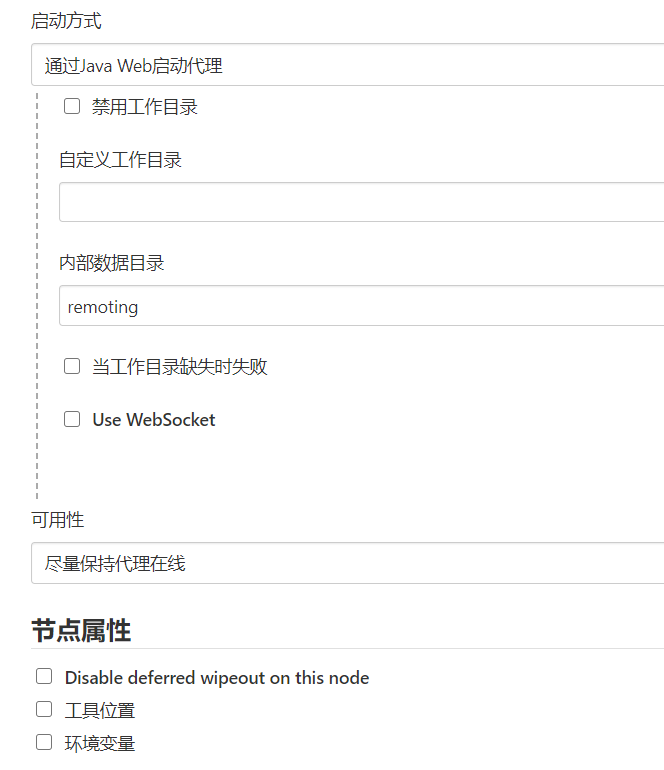 启动方式
通过Java Web启动代理
禁用工作目录
自定义工作目录
内部数据目录
remoting
当工作目录缺失时失败
Use WebSocket
可用性
尽量保持代理在线
节点属性
Disable deferred wipeout on this node
工具位置
环境变量